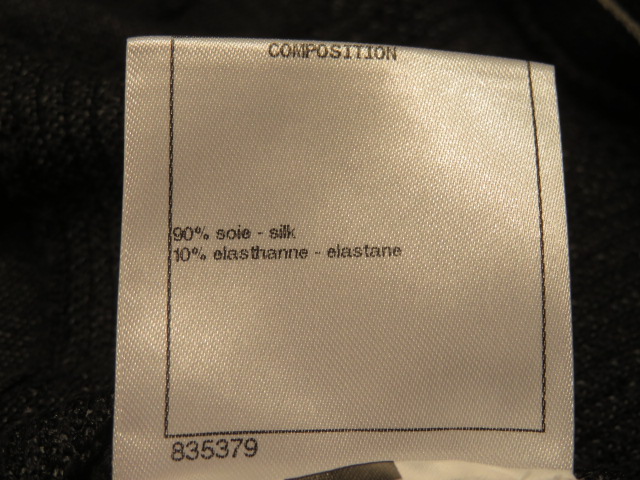 COMPOSITION
90% soie - silk
10% elasthanne - elastane
835379